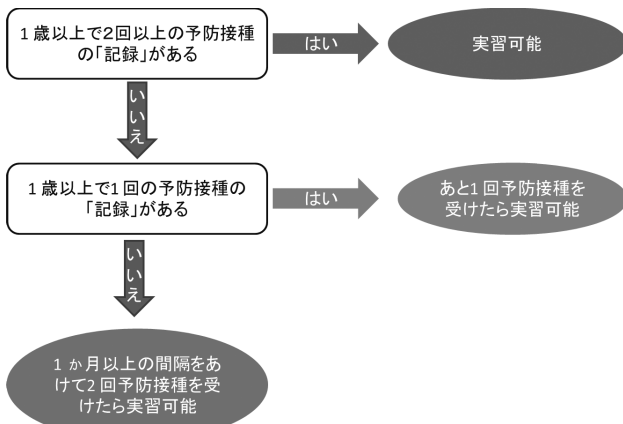 1歳以上で2回以上の予防接種
の「記録」がある
はい
実習可能
いいえ
1歳以上で1回の予防接種の
「記録」がある
はい
あと1回予防接種を
受けたら実習可能
いいえ
1か月以上の間隔をあ
けて2回予防接種を受
けたら実習可能